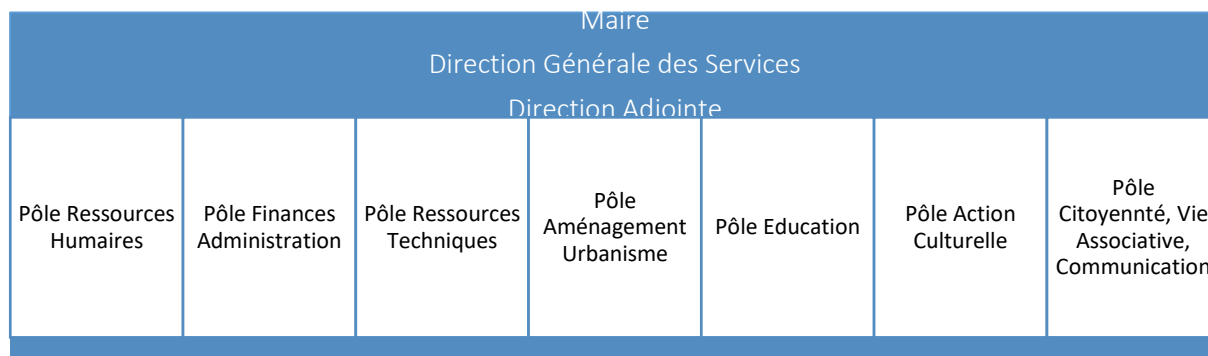 Maire
Direction Générale des Services
Direction Adjointe
Pôle Ressources
Humaires
Pôle Finances
Administration
Pôle Ressources
Techniques
Pôle
Aménagement
Urbanisme
Pôle Education
Pôle Action
Culturelle
Pôle
Citoyennté, Vie
Associative,
Communication